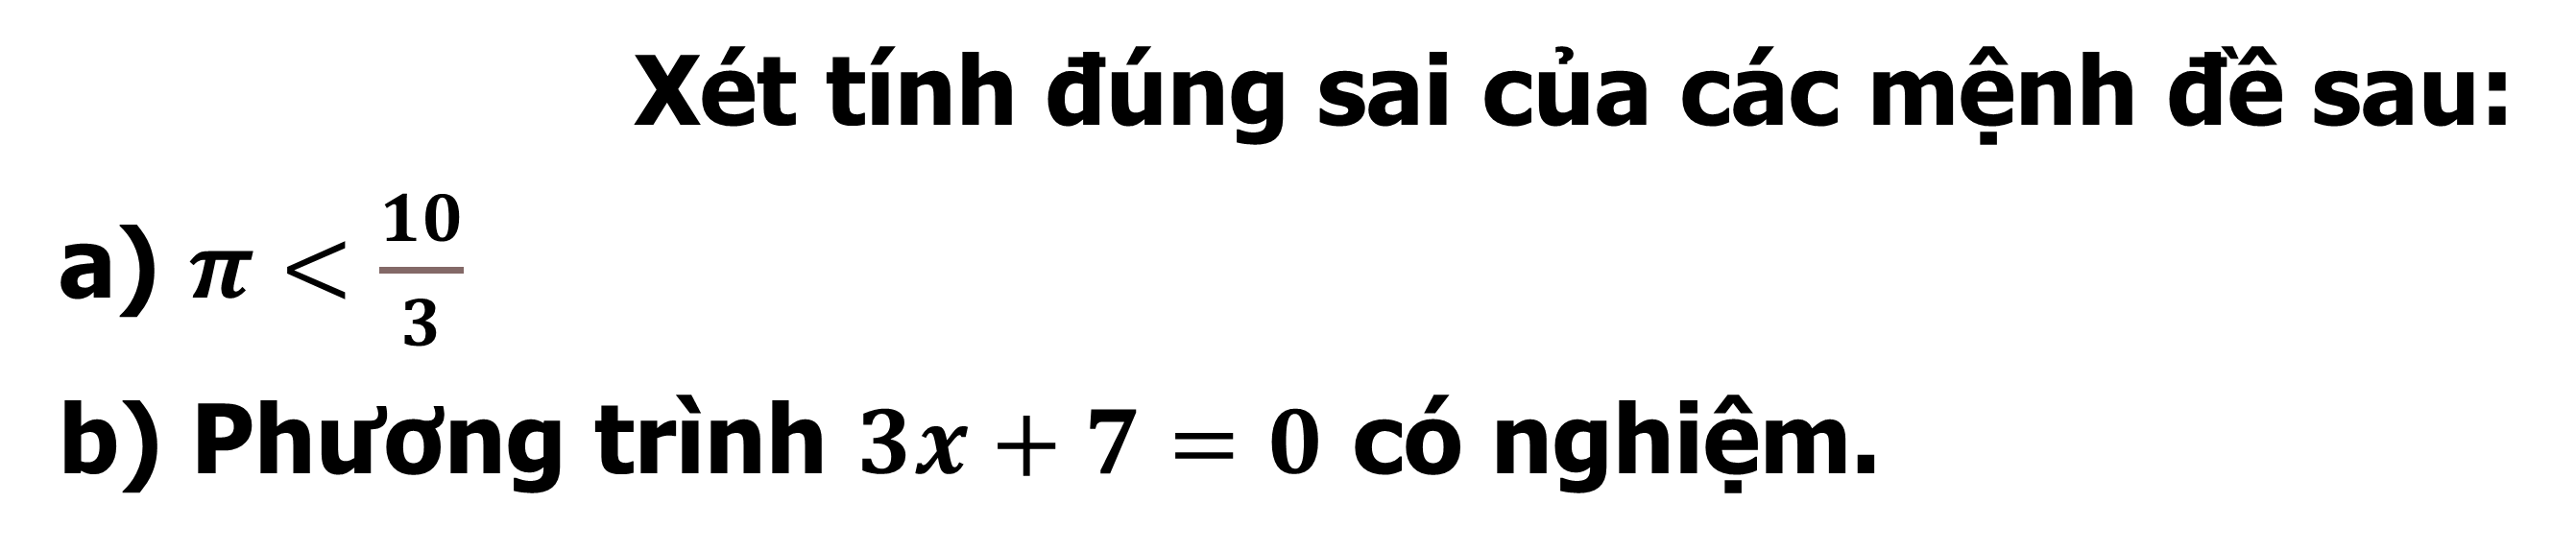 Xét tính đúng sai của các mệnh đề sau:
a) π < 10/3
b) Phương trình 3x + 7 = 0 có nghiệm.